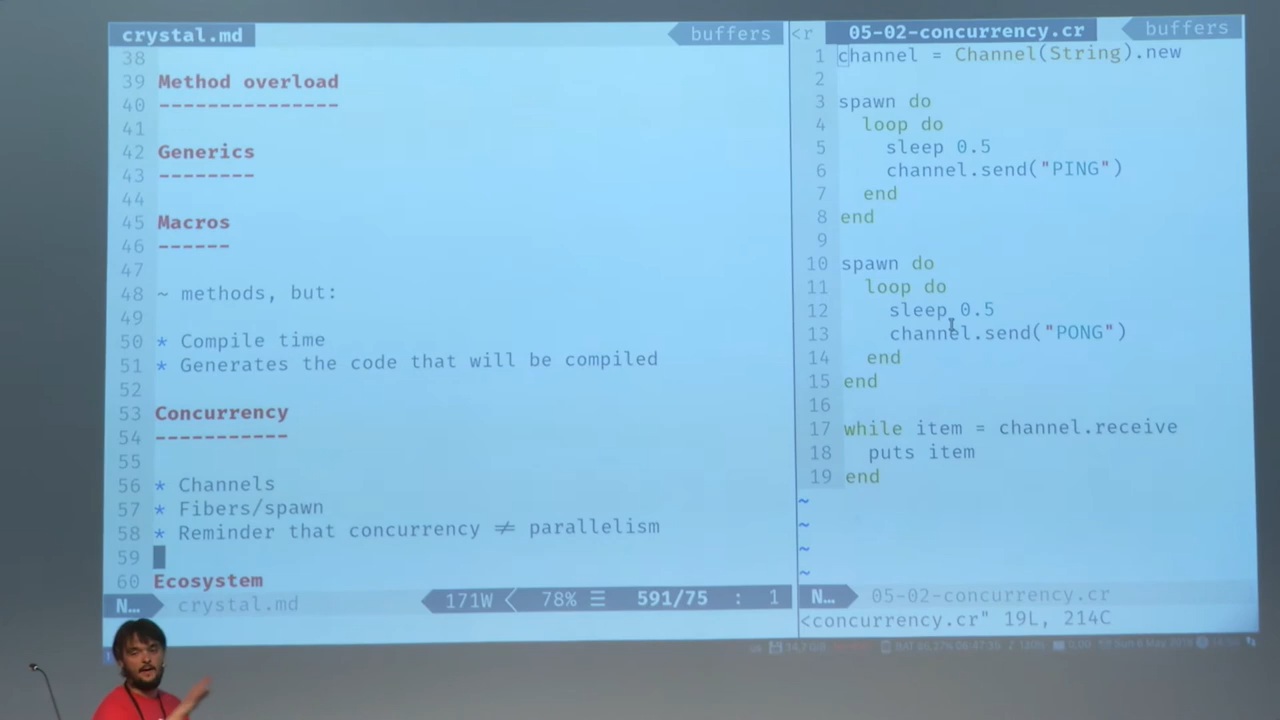 crystal.md
buffers
38
39 Method overload
40 ---------------
41
42 Generics
43 --------
44
45 Macros
46 ------
47
48 ~ methods, but:
49
50 * Compile time
51 * Generates the code that will be compiled
52
53 Concurrency
54 -----------
55
56 * Channels
57 * Fibers/spawn
58 * Reminder that concurrency ≠ parallelism
59
60 Ecosystem
N… crystal.md 171W 78% ☰ 591/75 : 1
<r 05-02-concurrency.cr
buffers
1 channel = Channel(String).new
2
3 spawn do
4 loop do
5 sleep 0.5
6 channel.send("PING")
7 end
8 end
9
10 spawn do
11 loop do
12 sleep 0.5
13 channel.send("PONG")
14 end
15 end
16
17 while item = channel.receive
18 puts item
19 end
~
~
~
~
N… 05-02-concurrency.cr
<concurrency.cr" 19L, 214C